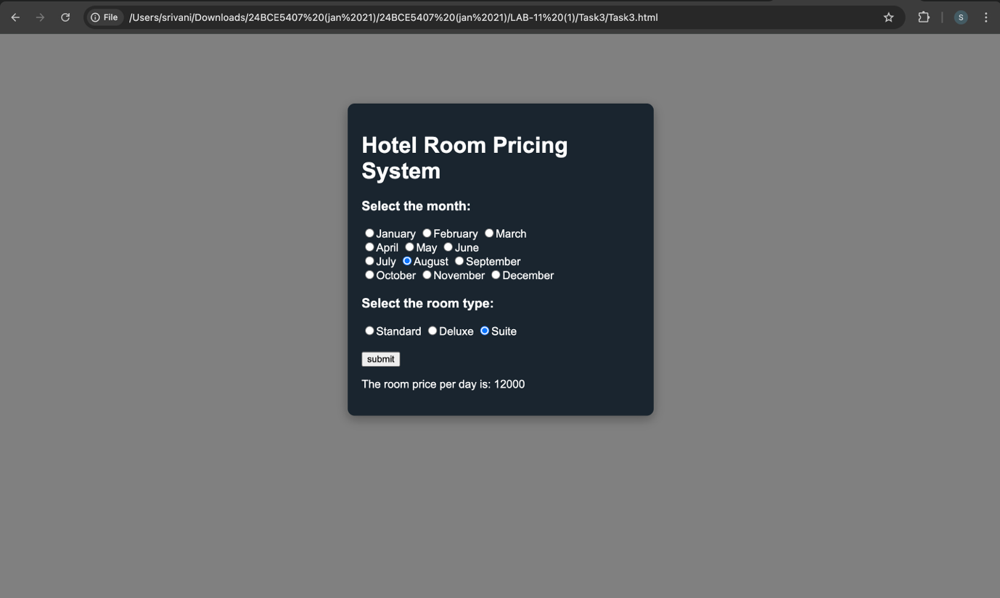 File /Users/srivani/Downloads/24BCE5407%20(jan%2021)/24BCE5407%20(jan%2021)/LAB-11%20(1)/Task3/Task3.html S
Hotel Room Pricing
System
Select the month:
January February March
April May June
July August September
October November December
Select the room type:
Standard Deluxe Suite
submit
The room price per day is: 12000